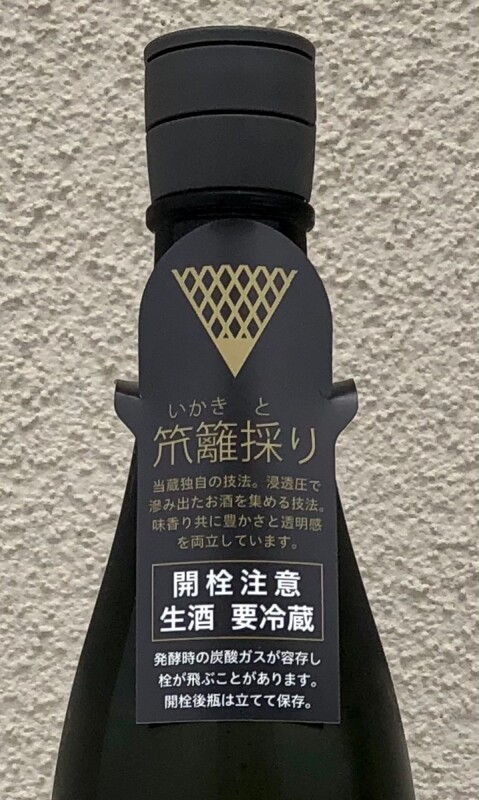 いかき と
笊籬採り
当蔵独自の技法。浸透圧で
滲み出たお酒を集める技法。
味香り共に豊かさと透明感
を両立しています。
開栓注意
生酒 要冷蔵
発酵時の炭酸ガスが容存し
栓が飛ぶことがあります。
開栓後瓶は立てて保存。